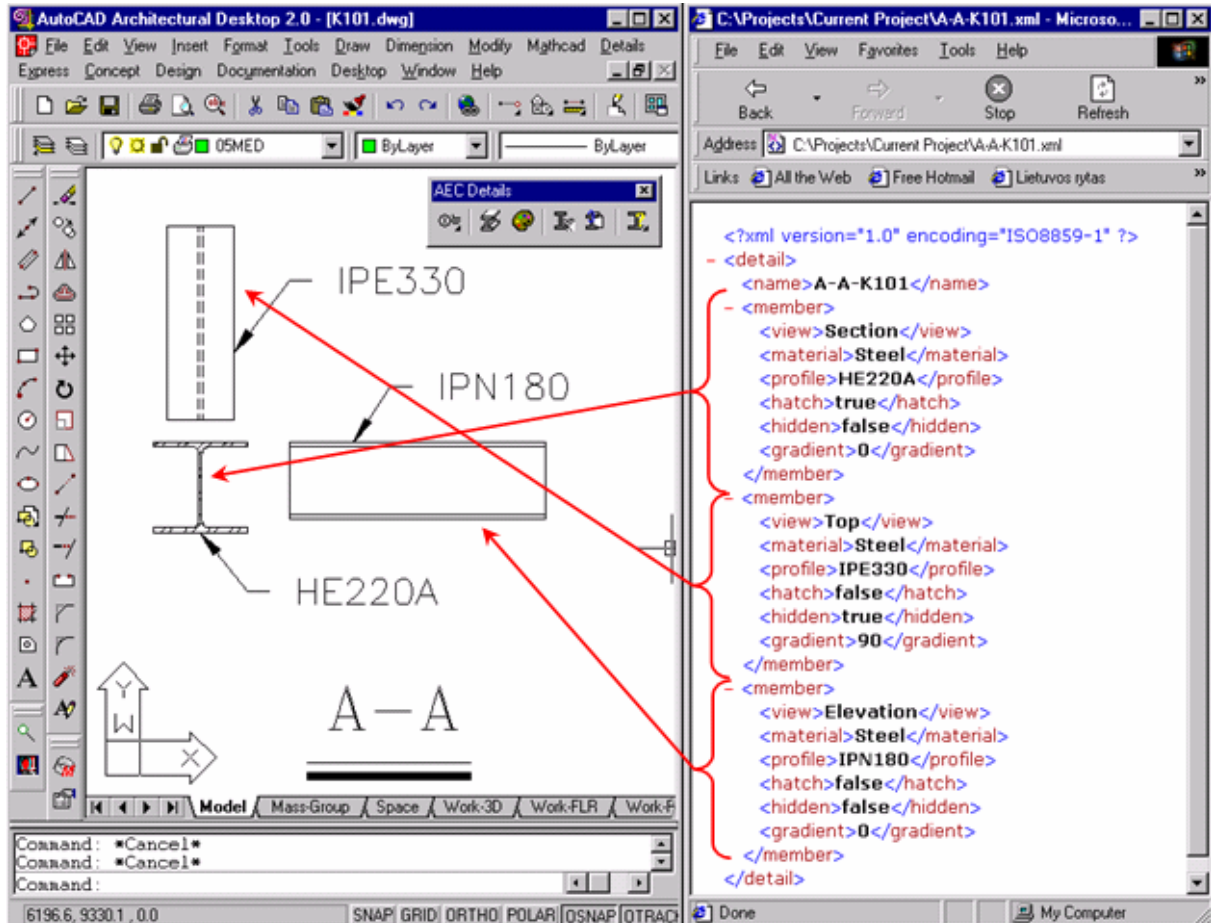 AutoCAD Architectural Desktop 2.0 - [K101.dwg]
File Edit View Insert Format Tools Draw Dimension Modify Mathcad Details
Express Concept Design Documentation Desktop Window Help
05MED ByLayer ByLayer
AEC Details
IPE330
IPN180
HE220A
Y
W
X
A-A
Model Mass-Group Space Work-3D Work-FLR Work-F
Command: *Cancel*
Command: *Cancel*
Command:
6196.6, 9330.1 , 0.0 SNAP GRID ORTHO POLAR OSNAP OTRACK
C:\Projects\Current Project\A-A-K101.xml - Microso...
File Edit View Favorites Tools Help
Back Forward Stop Refresh
Address C:\Projects\Current Project\A-A-K101.xml
Links All the Web Free Hotmail Lietuvos rytas
<?xml version="1.0" encoding="ISO8859-1" ?>
- <detail>
<name>A-A-K101</name>
- <member>
<view>Section</view>
<material>Steel</material>
<profile>HE220A</profile>
<hatch>true</hatch>
<hidden>false</hidden>
<gradient>0</gradient>
</member>
- <member>
<view>Top</view>
<material>Steel</material>
<profile>IPE330</profile>
<hatch>false</hatch>
<hidden>true</hidden>
<gradient>90</gradient>
</member>
- <member>
<view>Elevation</view>
<material>Steel</material>
<profile>IPN180</profile>
<hatch>false</hatch>
<hidden>false</hidden>
<gradient>0</gradient>
</member>
</detail>
Done My Computer